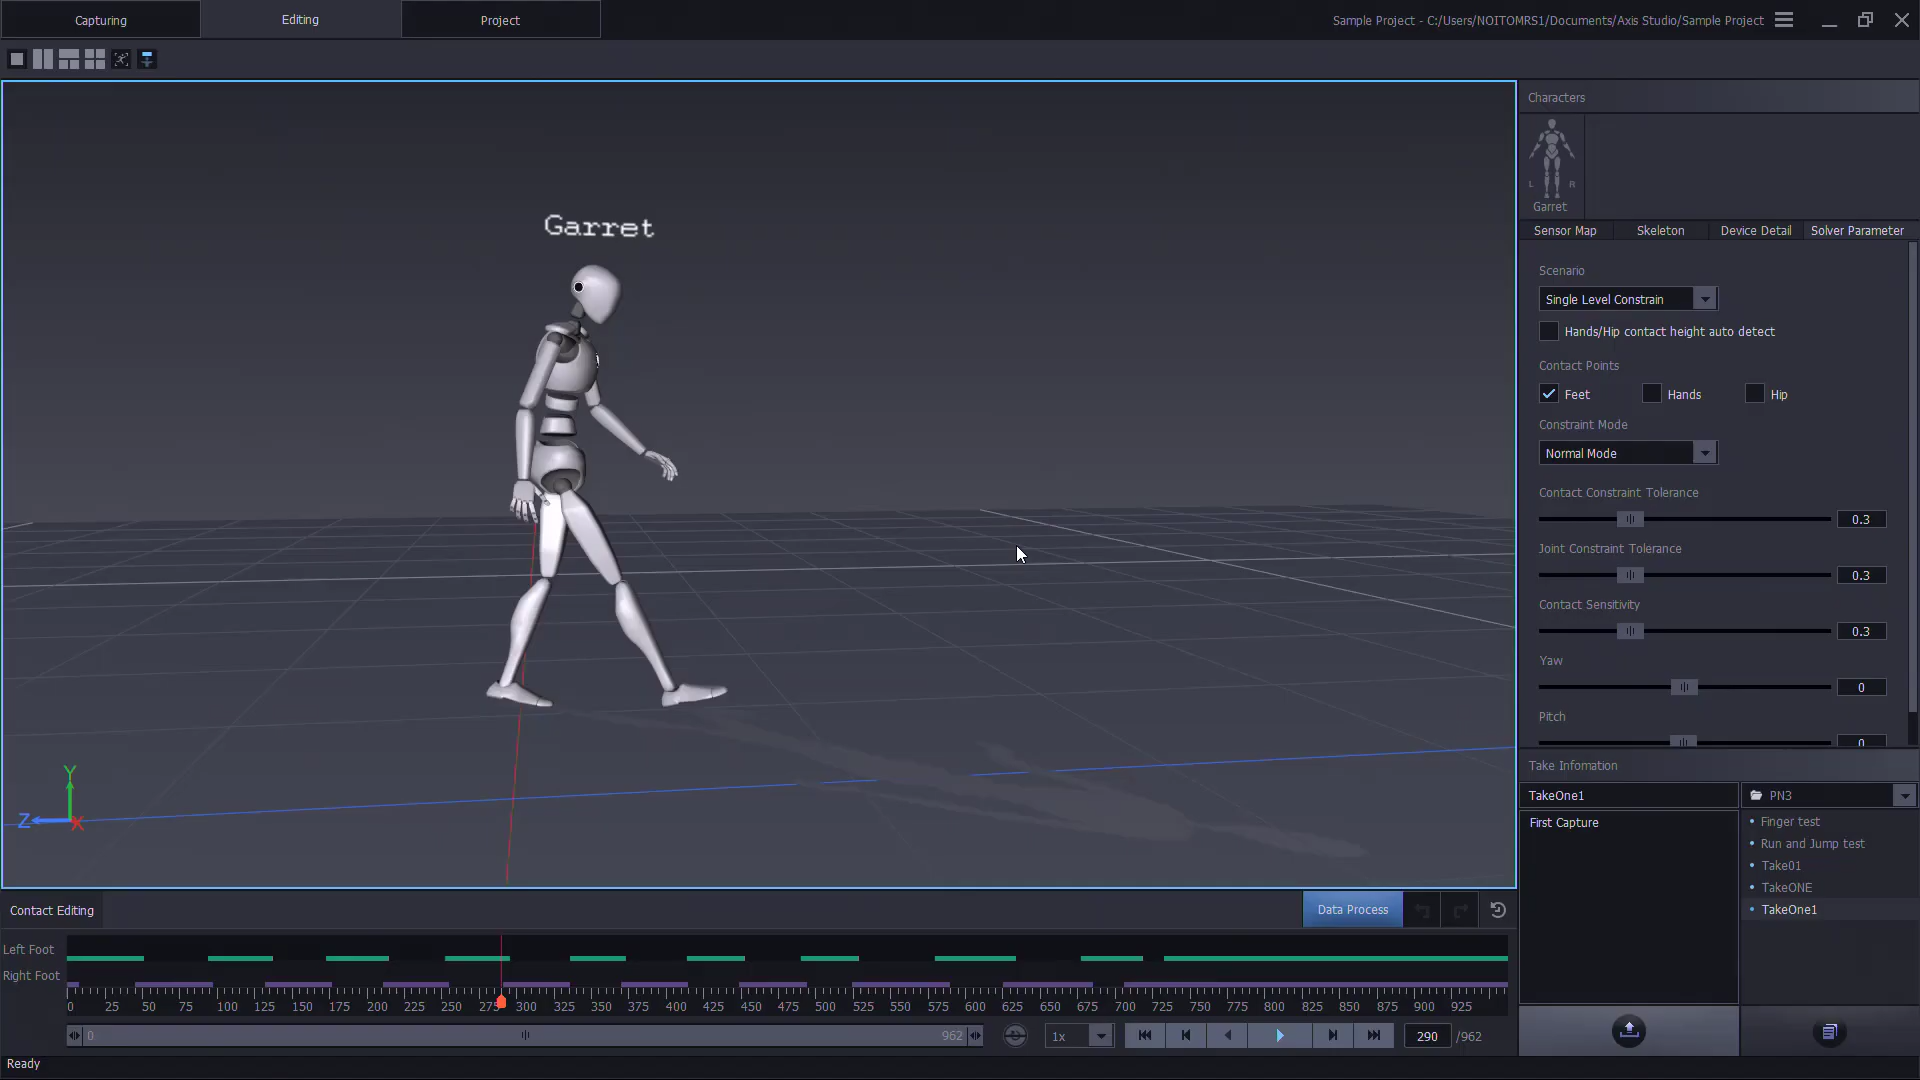 Capturing
Editing
Project
Sample Project - C:/Users/NOITOMRS1/Documents/Axis Studio/Sample Project
Characters
L R
Garret
Garret
Sensor Map
Skeleton
Device Detail
Solver Parameter
Scenario
Single Level Constrain
Hands/Hip contact height auto detect
Contact Points
Feet
Hands
Hip
Constraint Mode
Normal Mode
Contact Constraint Tolerance
0.3
Joint Constraint Tolerance
0.3
Contact Sensitivity
0.3
Yaw
0
Pitch
0
Y
Z
X
Take Infomation
TakeOne1
PN3
First Capture
Finger test
Run and Jump test
Take01
TakeONE
TakeOne1
Contact Editing
Data Process
Left Foot
Right Foot
0 25 50 75 100 125 150 175 200 225 250 275 300 325 350 375 400 425 450 475 500 525 550 575 600 625 650 675 700 725 750 775 800 825 850 875 900 925
0
962
1x
290
/962
Ready